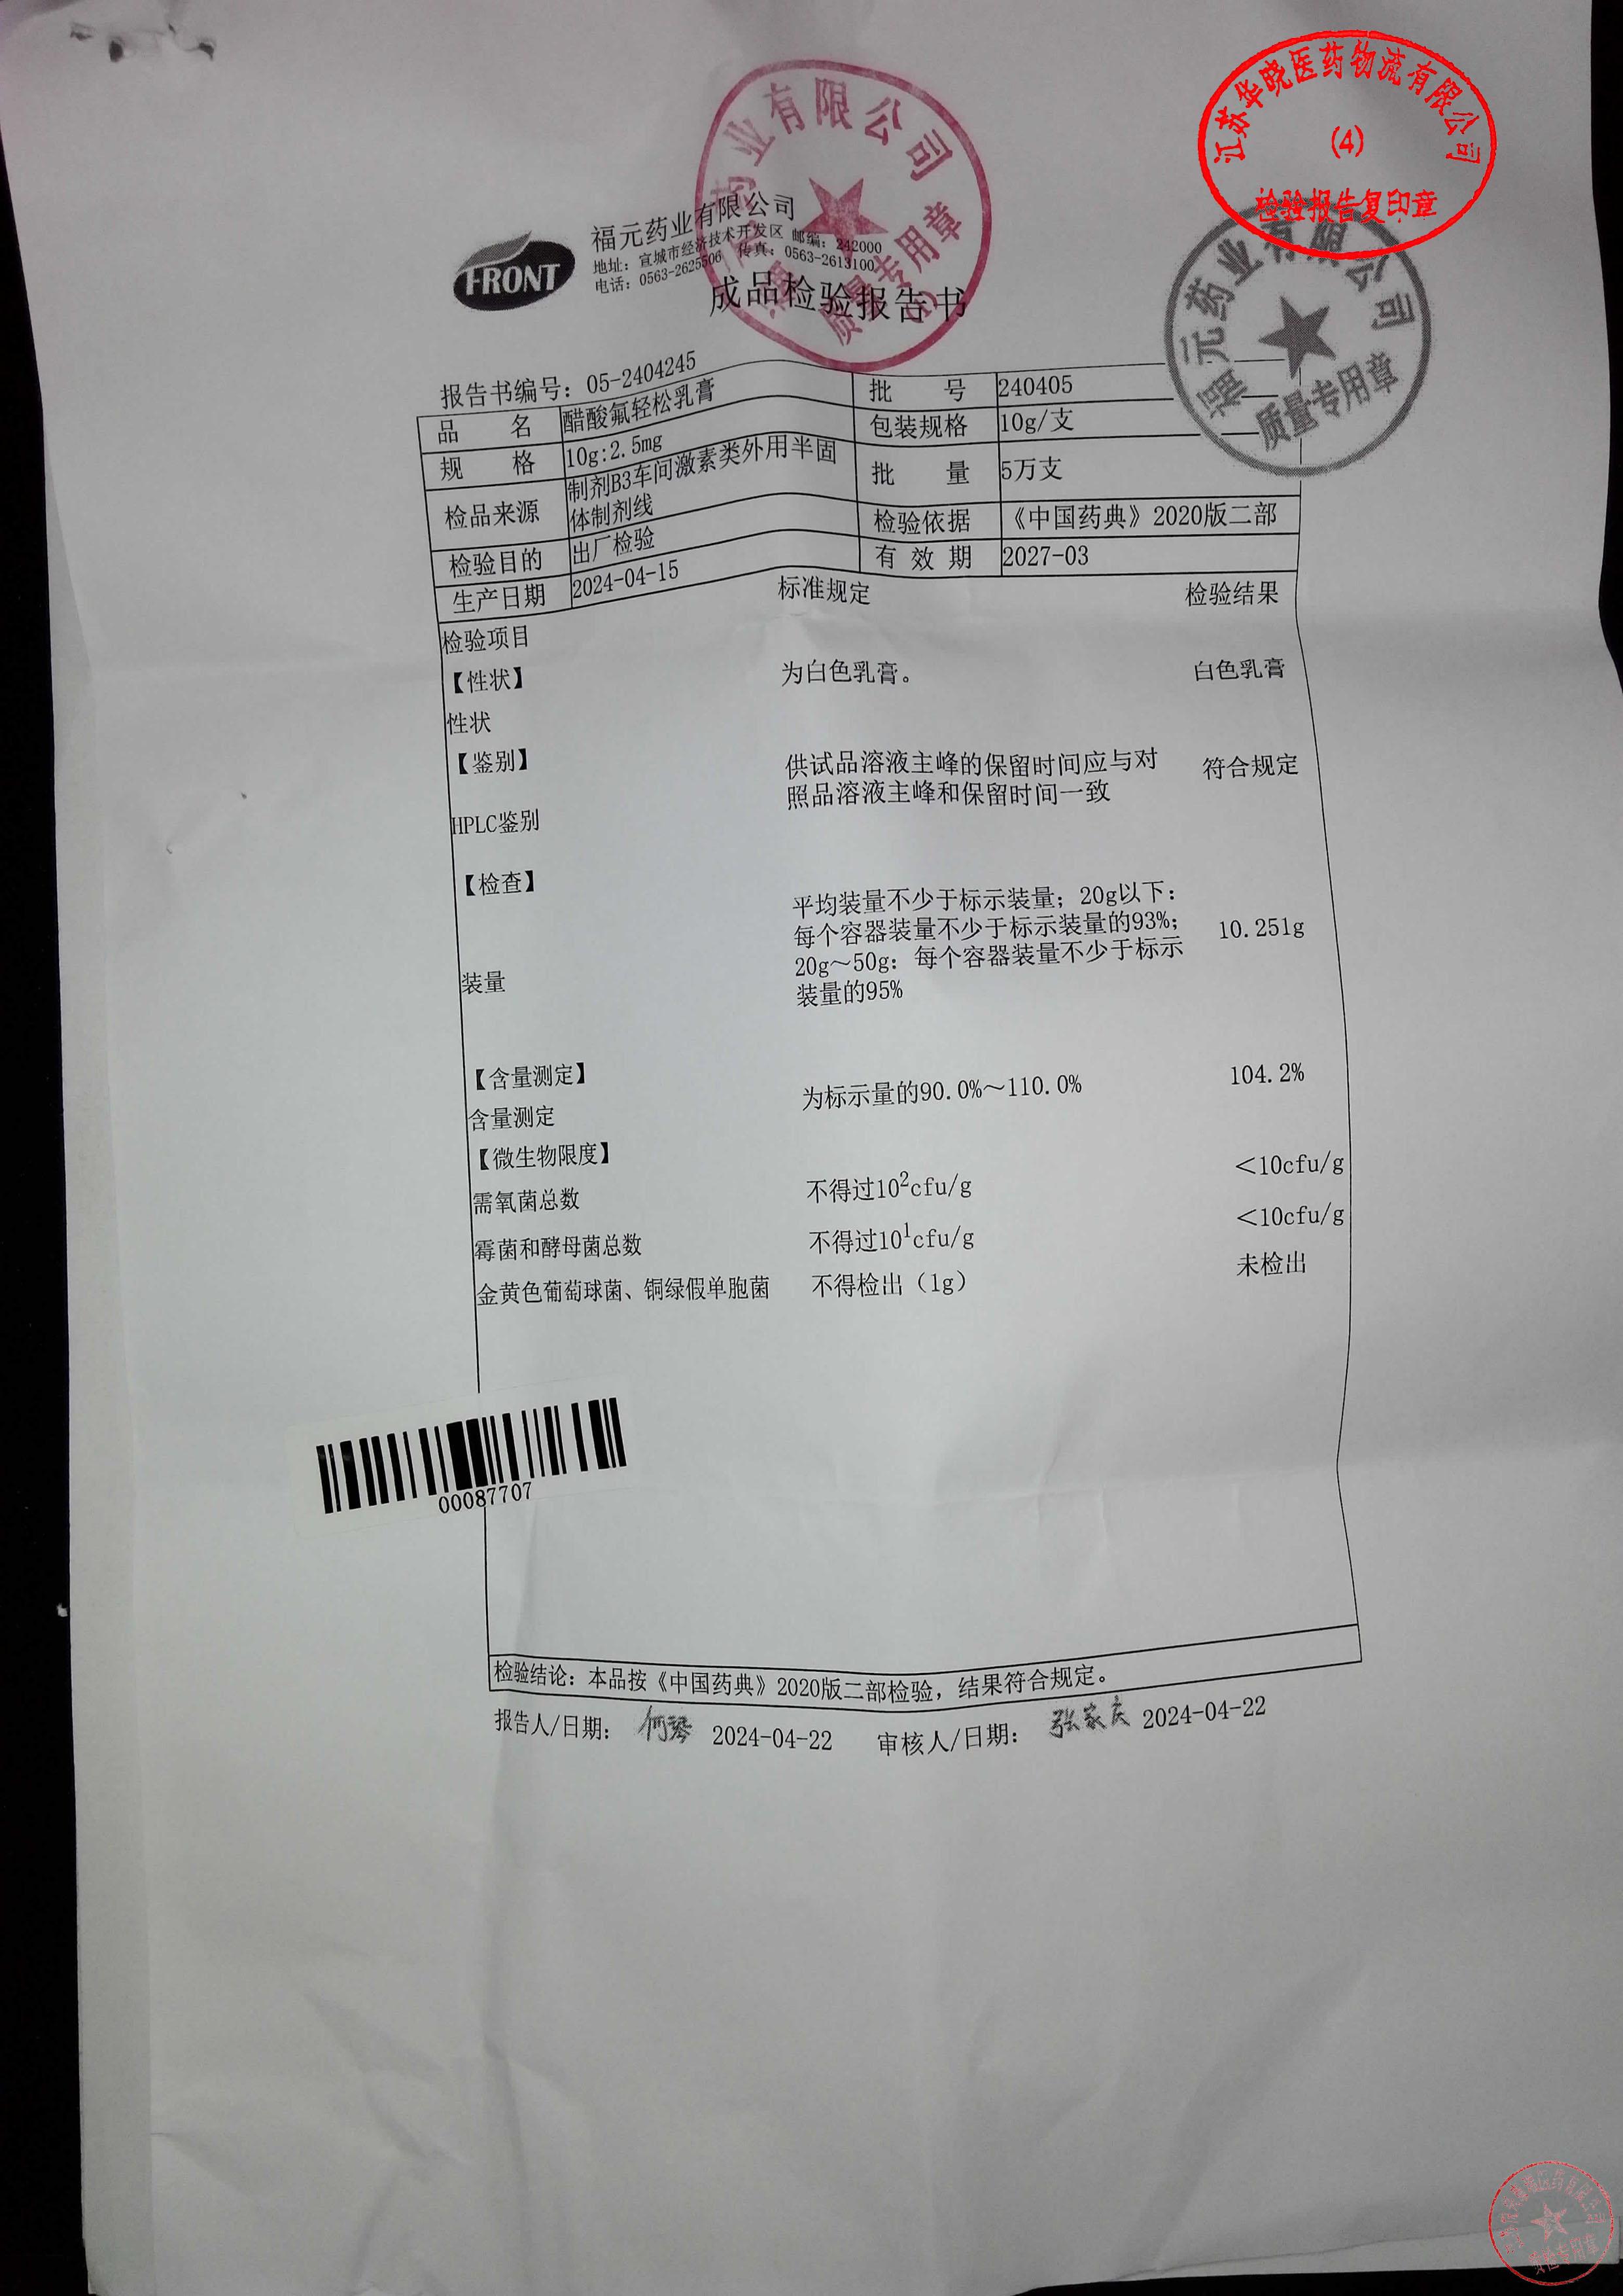 江苏华晓医药物流有限公司
(4)
检验报告复印章
药业有限公司
质量专用章
福元药业有限公司
质量专用章
FRONT
福元药业有限公司
地址：宣城市经济技术开发区 邮编：242000
电话：0563-2625506 传真：0563-2613100
成品检验报告书
报告书编号：05-2404245
品 名 醋酸氟轻松乳膏 批 号 240405
规 格 10g:2.5mg 包装规格 10g/支
检品来源 制剂B3车间激素类外用半固体制剂线 批 量 5万支
检验目的 出厂检验 检验依据 《中国药典》2020版二部
生产日期 2024-04-15 有 效 期 2027-03
检验项目 标准规定 检验结果
【性状】
性状 为白色乳膏。 白色乳膏
【鉴别】
HPLC鉴别 供试品溶液主峰的保留时间应与对 符合规定
照品溶液主峰和保留时间一致
【检查】
装量 平均装量不少于标示装量；20g以下： 10.251g
每个容器装量不少于标示装量的93%；
20g～50g：每个容器装量不少于标示
装量的95%
【含量测定】
含量测定 为标示量的90.0%～110.0% 104.2%
【微生物限度】
需氧菌总数 不得过10²cfu/g ＜10cfu/g
霉菌和酵母菌总数 不得过10¹cfu/g ＜10cfu/g
金黄色葡萄球菌、铜绿假单胞菌 不得检出（1g） 未检出
00087707
检验结论：本品按《中国药典》2020版二部检验，结果符合规定。
报告人/日期： 2024-04-22 审核人/日期： 张家庆 2024-04-22